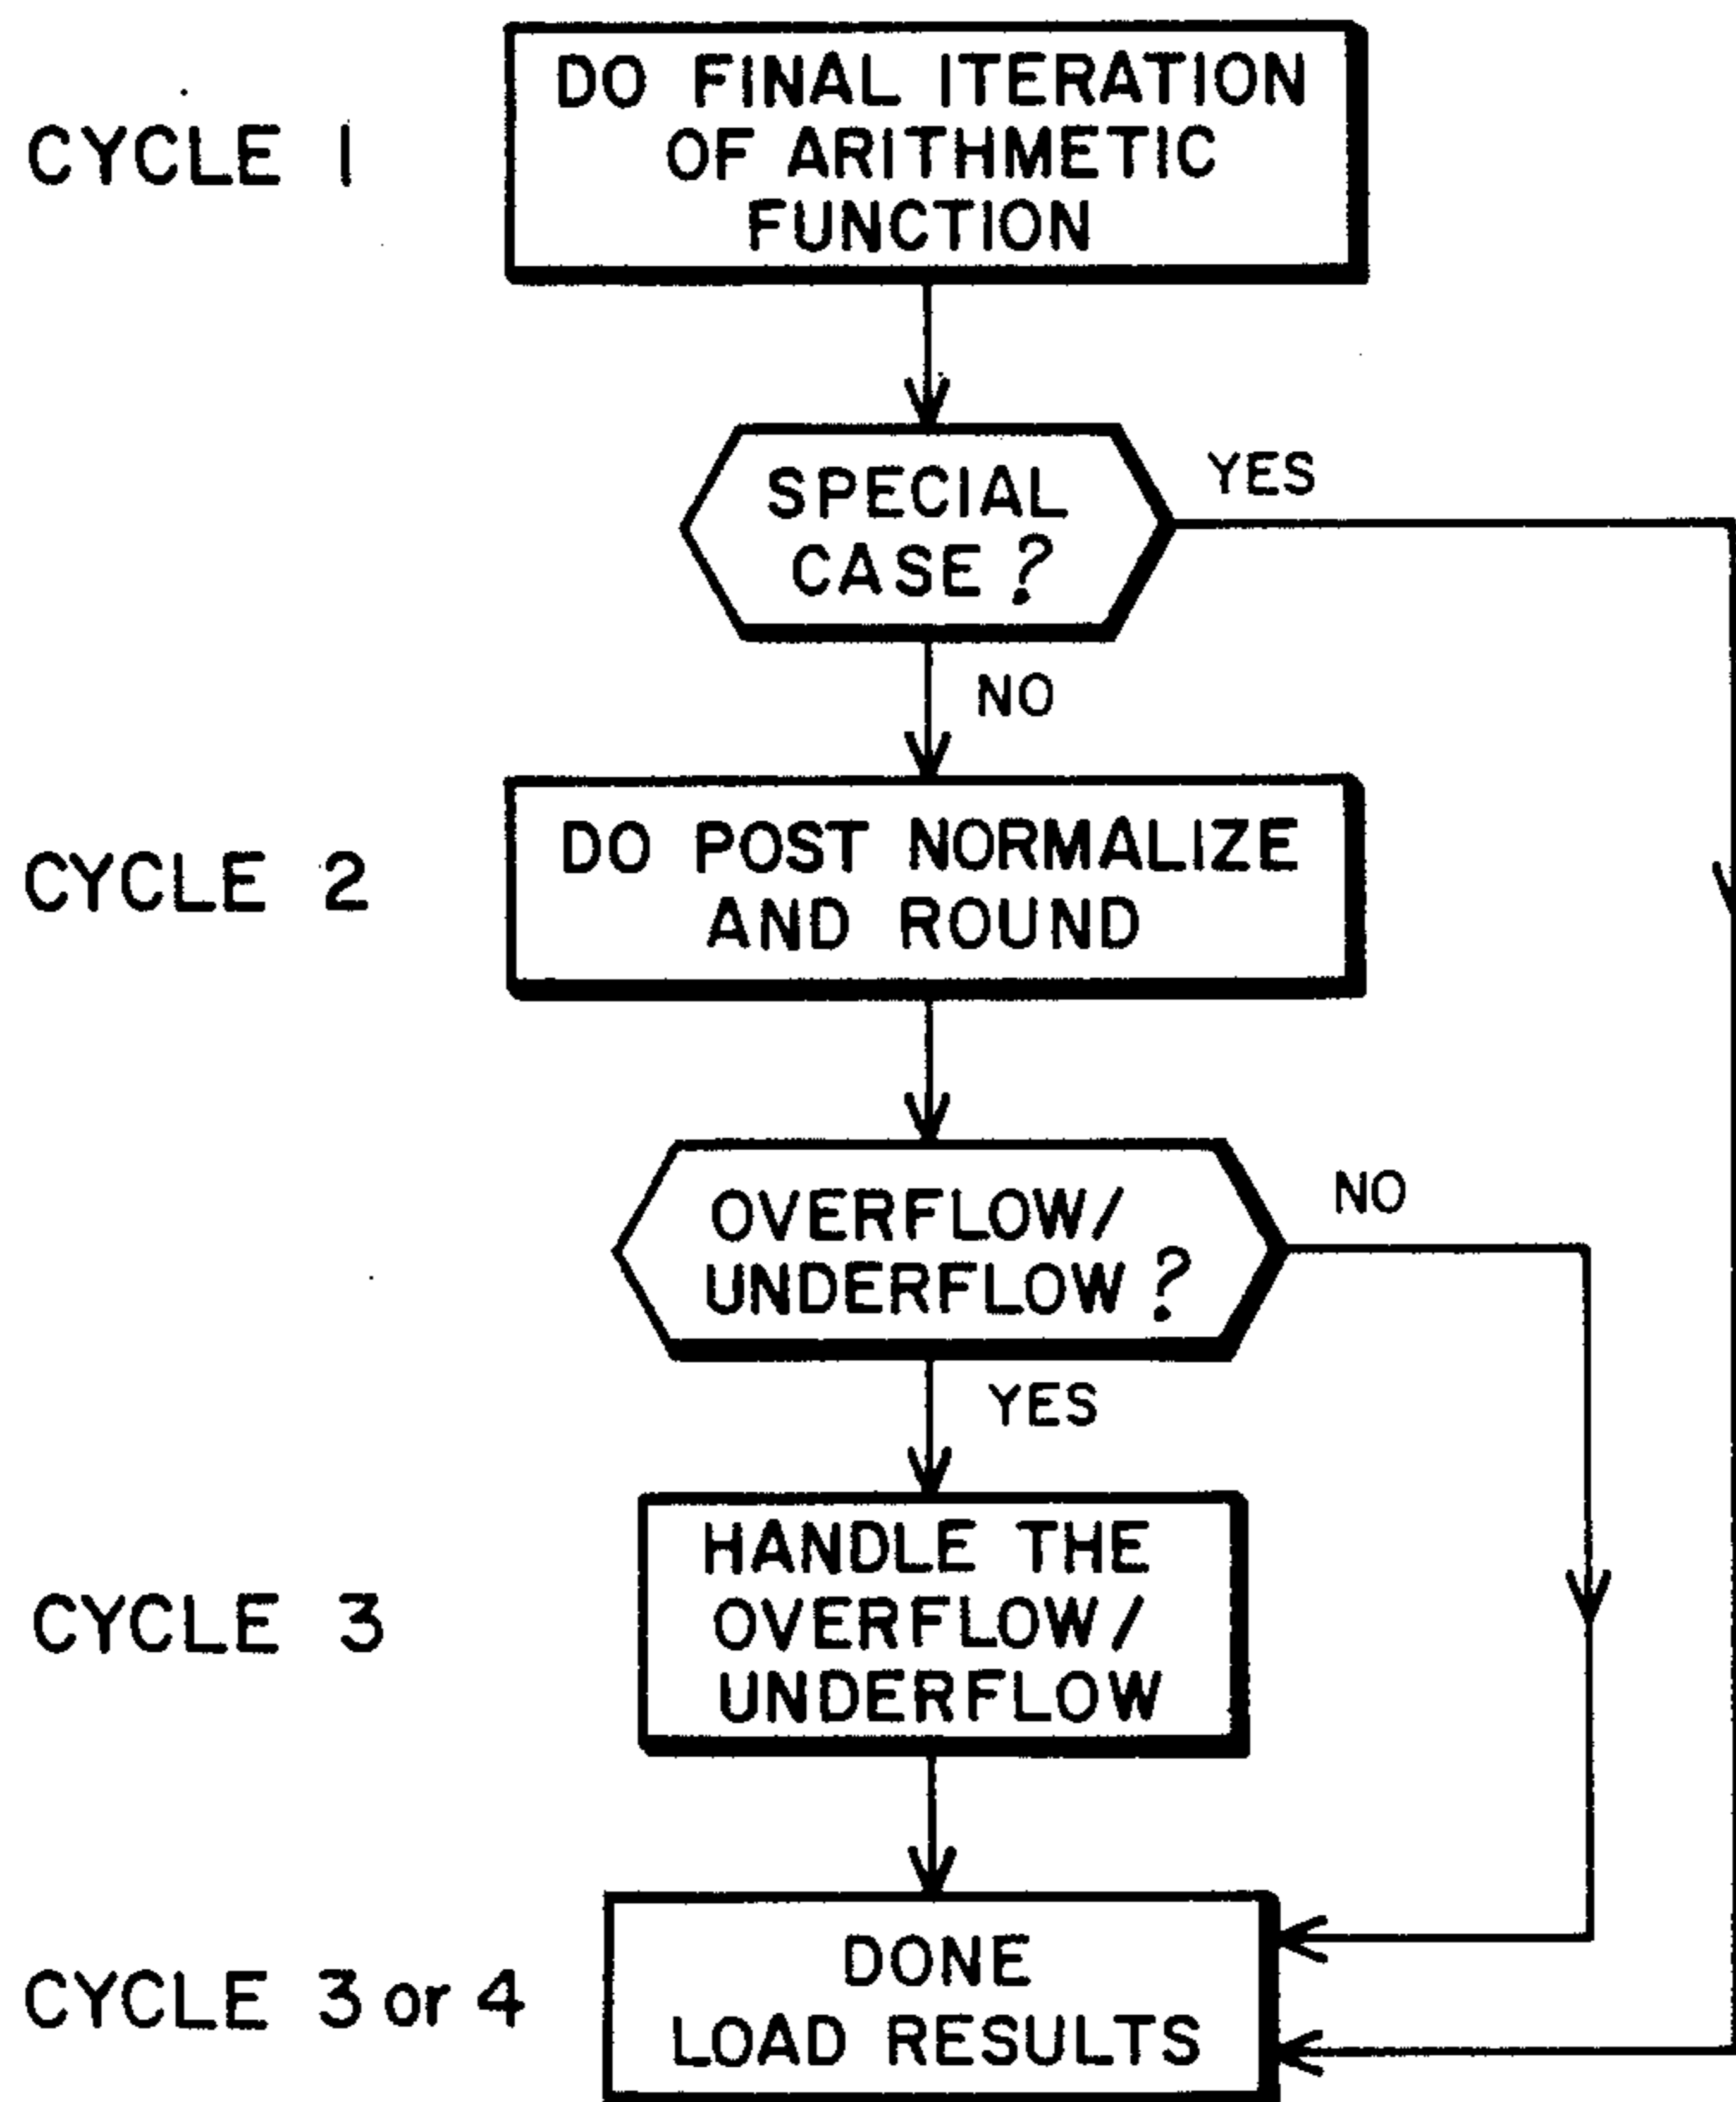 CYCLE 1
DO FINAL ITERATION
OF ARITHMETIC
FUNCTION
SPECIAL
CASE?
YES
NO
CYCLE 2
DO POST NORMALIZE
AND ROUND
OVERFLOW/
UNDERFLOW?
NO
YES
CYCLE 3
HANDLE THE
OVERFLOW/
UNDERFLOW
CYCLE 3 or 4
DONE
LOAD RESULTS